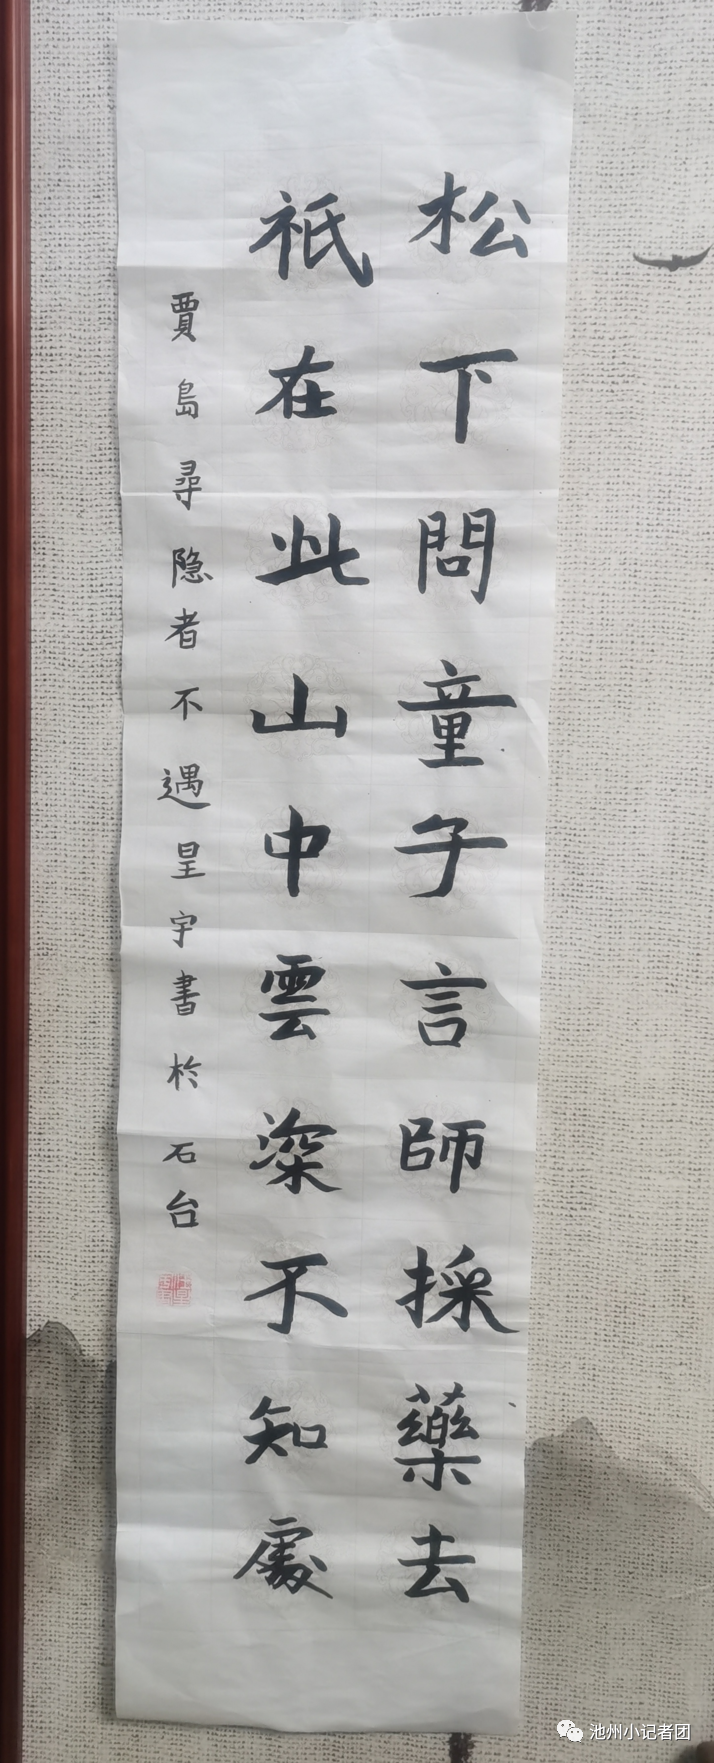 松下問童子言師採藥去
祇在此山中雲深不知處
賈島尋隐者不遇呈宇書於石台
池州小记者团